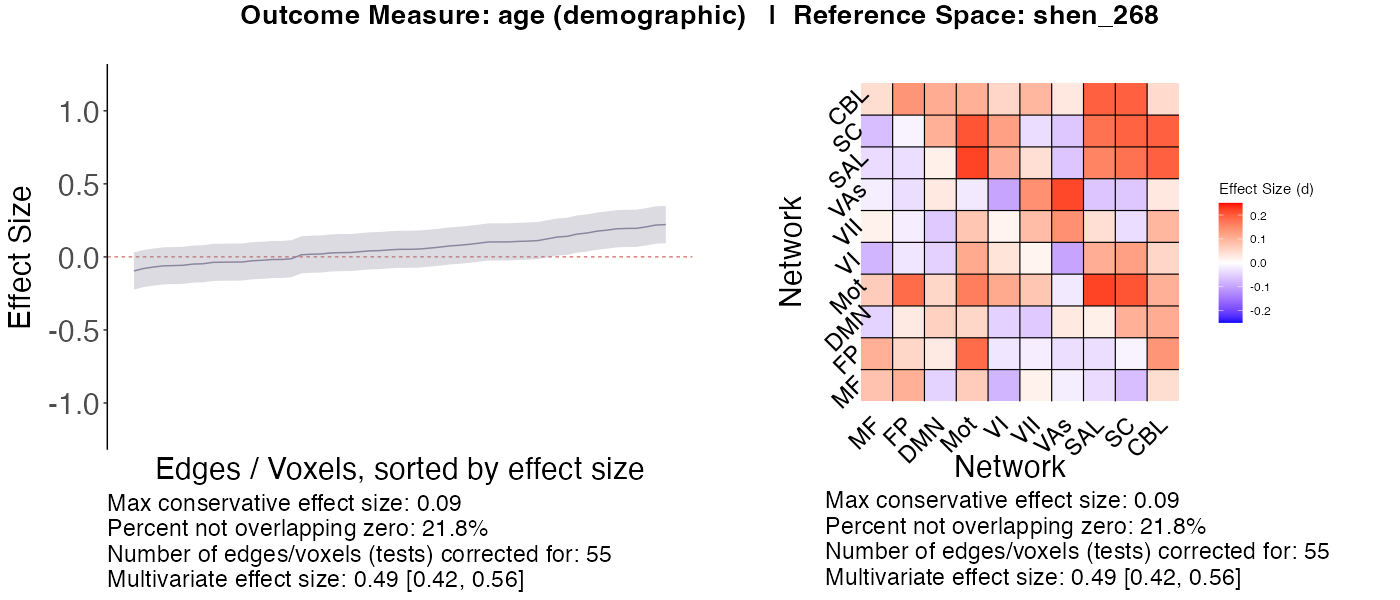 Outcome Measure: age (demographic) | Reference Space: shen_268
Effect Size
1.0
0.5
0.0
-0.5
-1.0
Edges / Voxels, sorted by effect size
Max conservative effect size: 0.09
Percent not overlapping zero: 21.8%
Number of edges/voxels (tests) corrected for: 55
Multivariate effect size: 0.49 [0.42, 0.56]
Network
CBL
SC
SAL
VAs
VII
VI
Mot
DMN
FP
MF
MF
FP
DMN
Mot
VI
VII
VAs
SAL
SC
CBL
Network
Effect Size (d)
0.2
0.1
0.0
-0.1
-0.2
Max conservative effect size: 0.09
Percent not overlapping zero: 21.8%
Number of edges/voxels (tests) corrected for: 55
Multivariate effect size: 0.49 [0.42, 0.56]